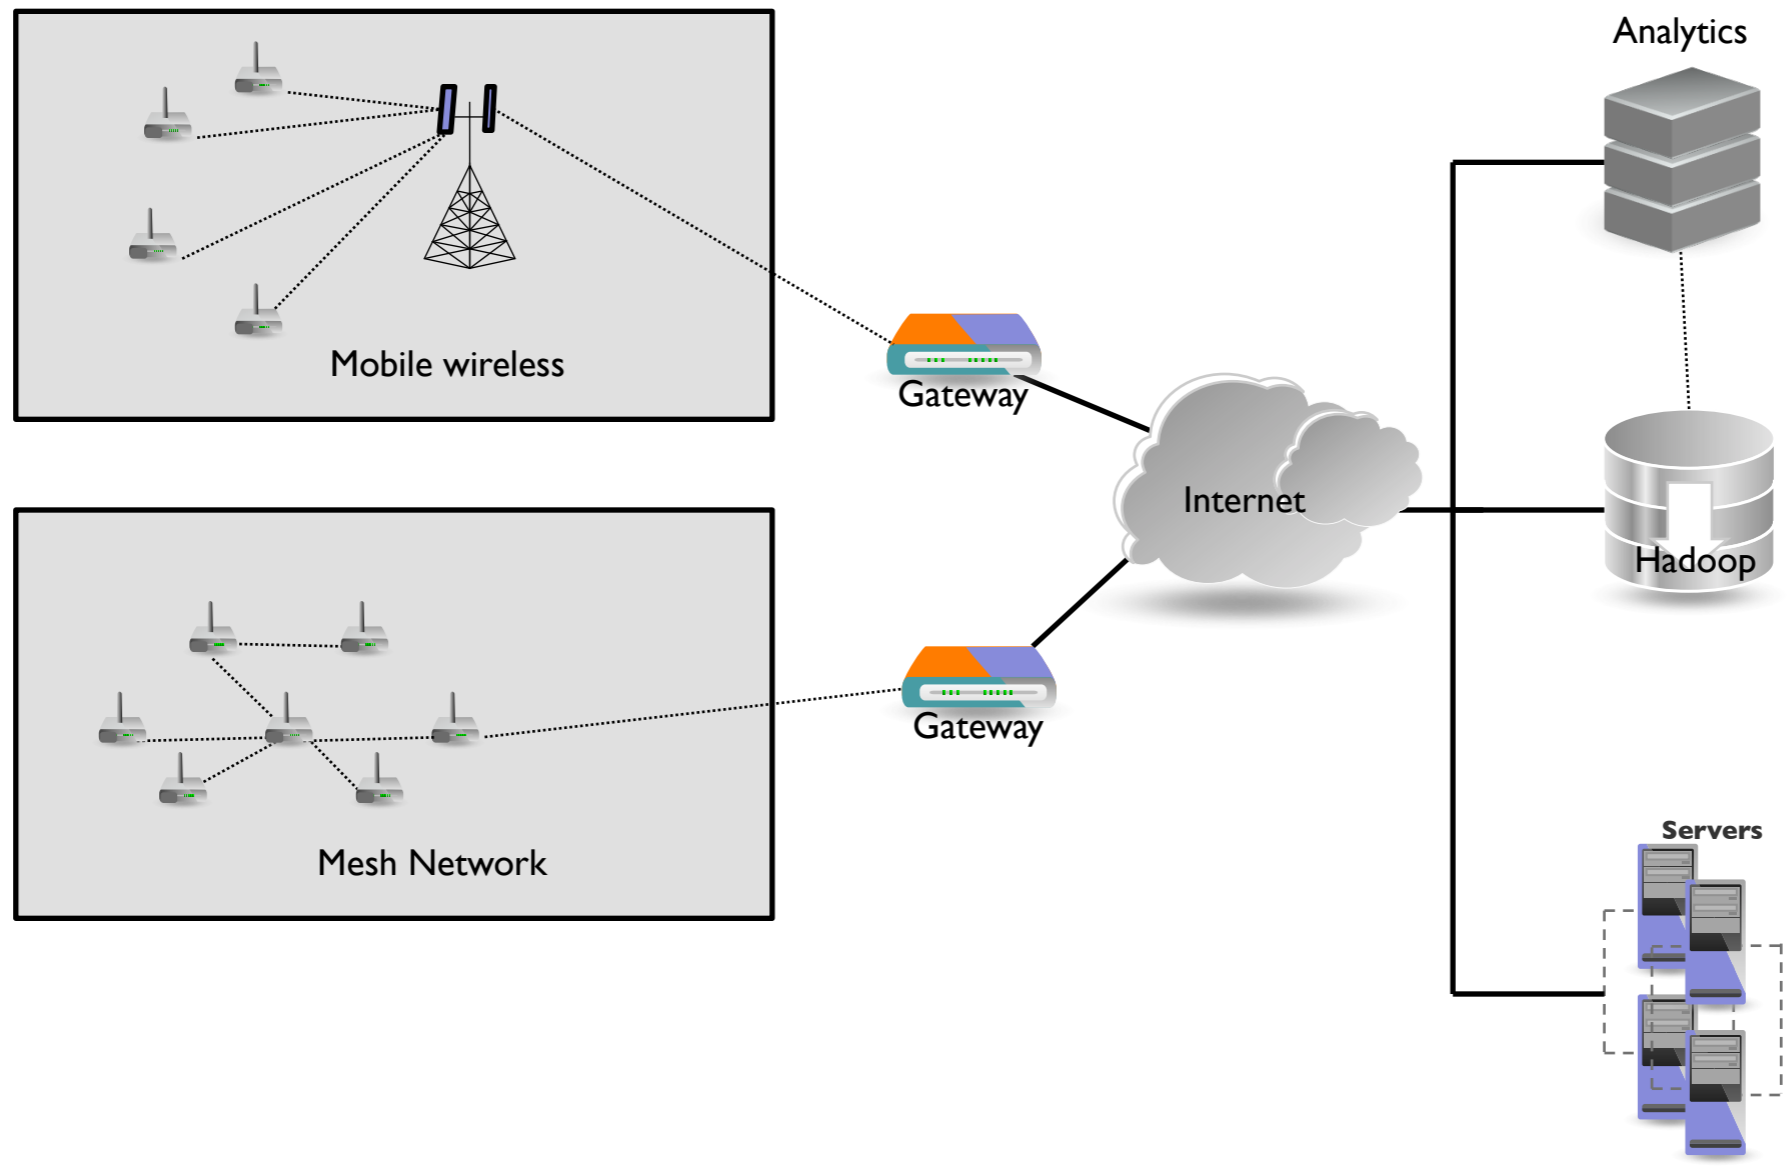 Analytics
Mobile wireless
Gateway
Internet
Hadoop
Gateway
Mesh Network
Servers